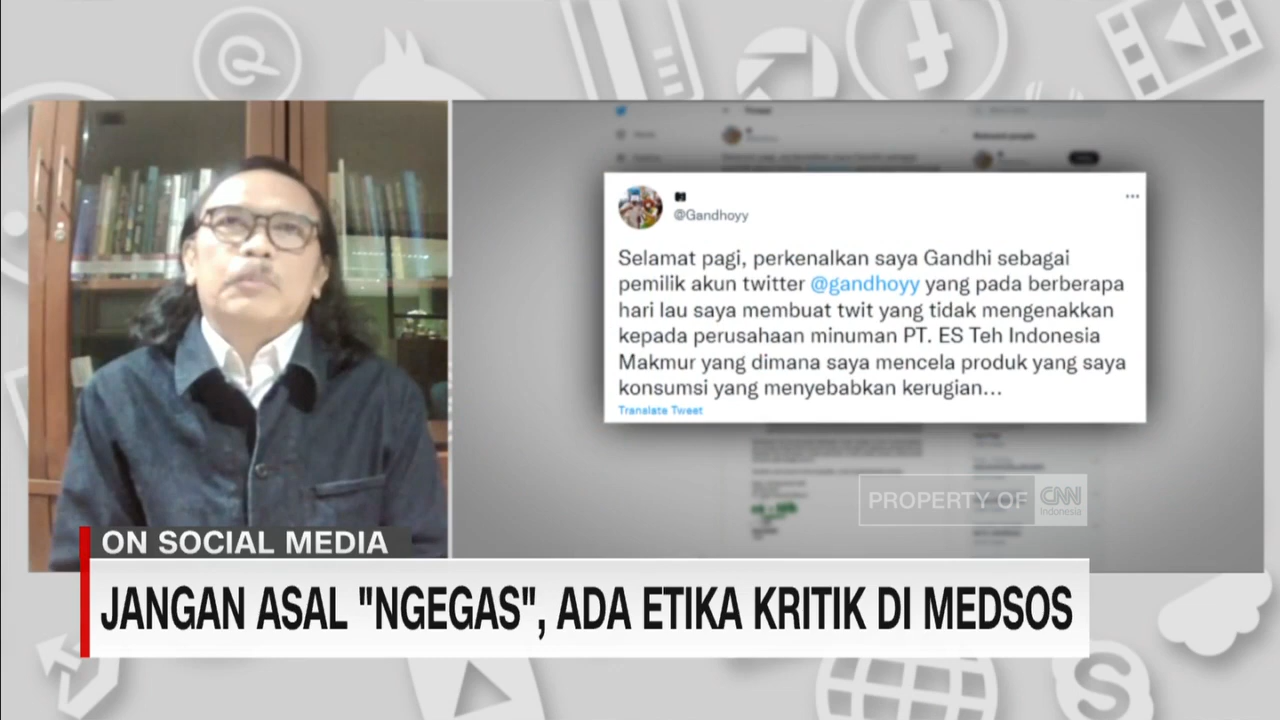 @Gandhoyy
Selamat pagi, perkenalkan saya Gandhi sebagai
pemilik akun twitter @gandhoyy yang pada berberapa
hari lau saya membuat twit yang tidak mengenakkan
kepada perusahaan minuman PT. ES Teh Indonesia
Makmur yang dimana saya mencela produk yang saya
konsumsi yang menyebabkan kerugian...
Translate Tweet
PROPERTY OF CNN
Indonesia
ON SOCIAL MEDIA
JANGAN ASAL "NGEGAS", ADA ETIKA KRITIK DI MEDSOS